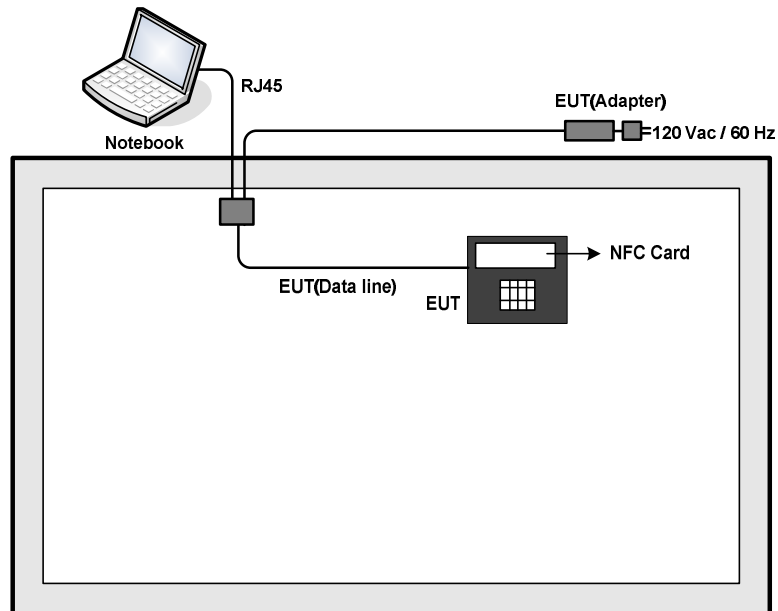 RJ45
EUT(Adapter)
120 Vac / 60 Hz
Notebook
NFC Card
EUT(Data line)
EUT